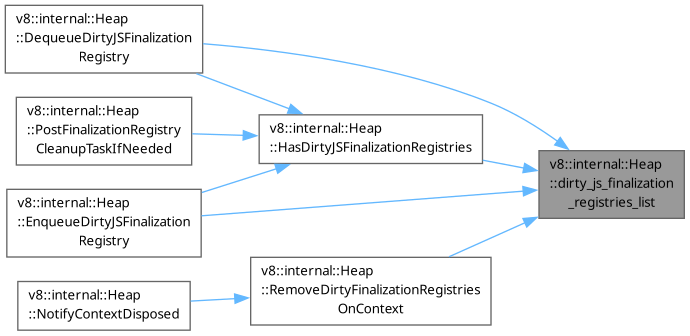 v8::internal::Heap
::DequeueDirtyJSFinalization
Registry
v8::internal::Heap
::PostFinalizationRegistry
CleanupTaskIfNeeded
v8::internal::Heap
::HasDirtyJSFinalizationRegistries
v8::internal::Heap
::dirty_js_finalization
_registries_list
v8::internal::Heap
::EnqueueDirtyJSFinalization
Registry
v8::internal::Heap
::RemoveDirtyFinalizationRegistries
OnContext
v8::internal::Heap
::NotifyContextDisposed